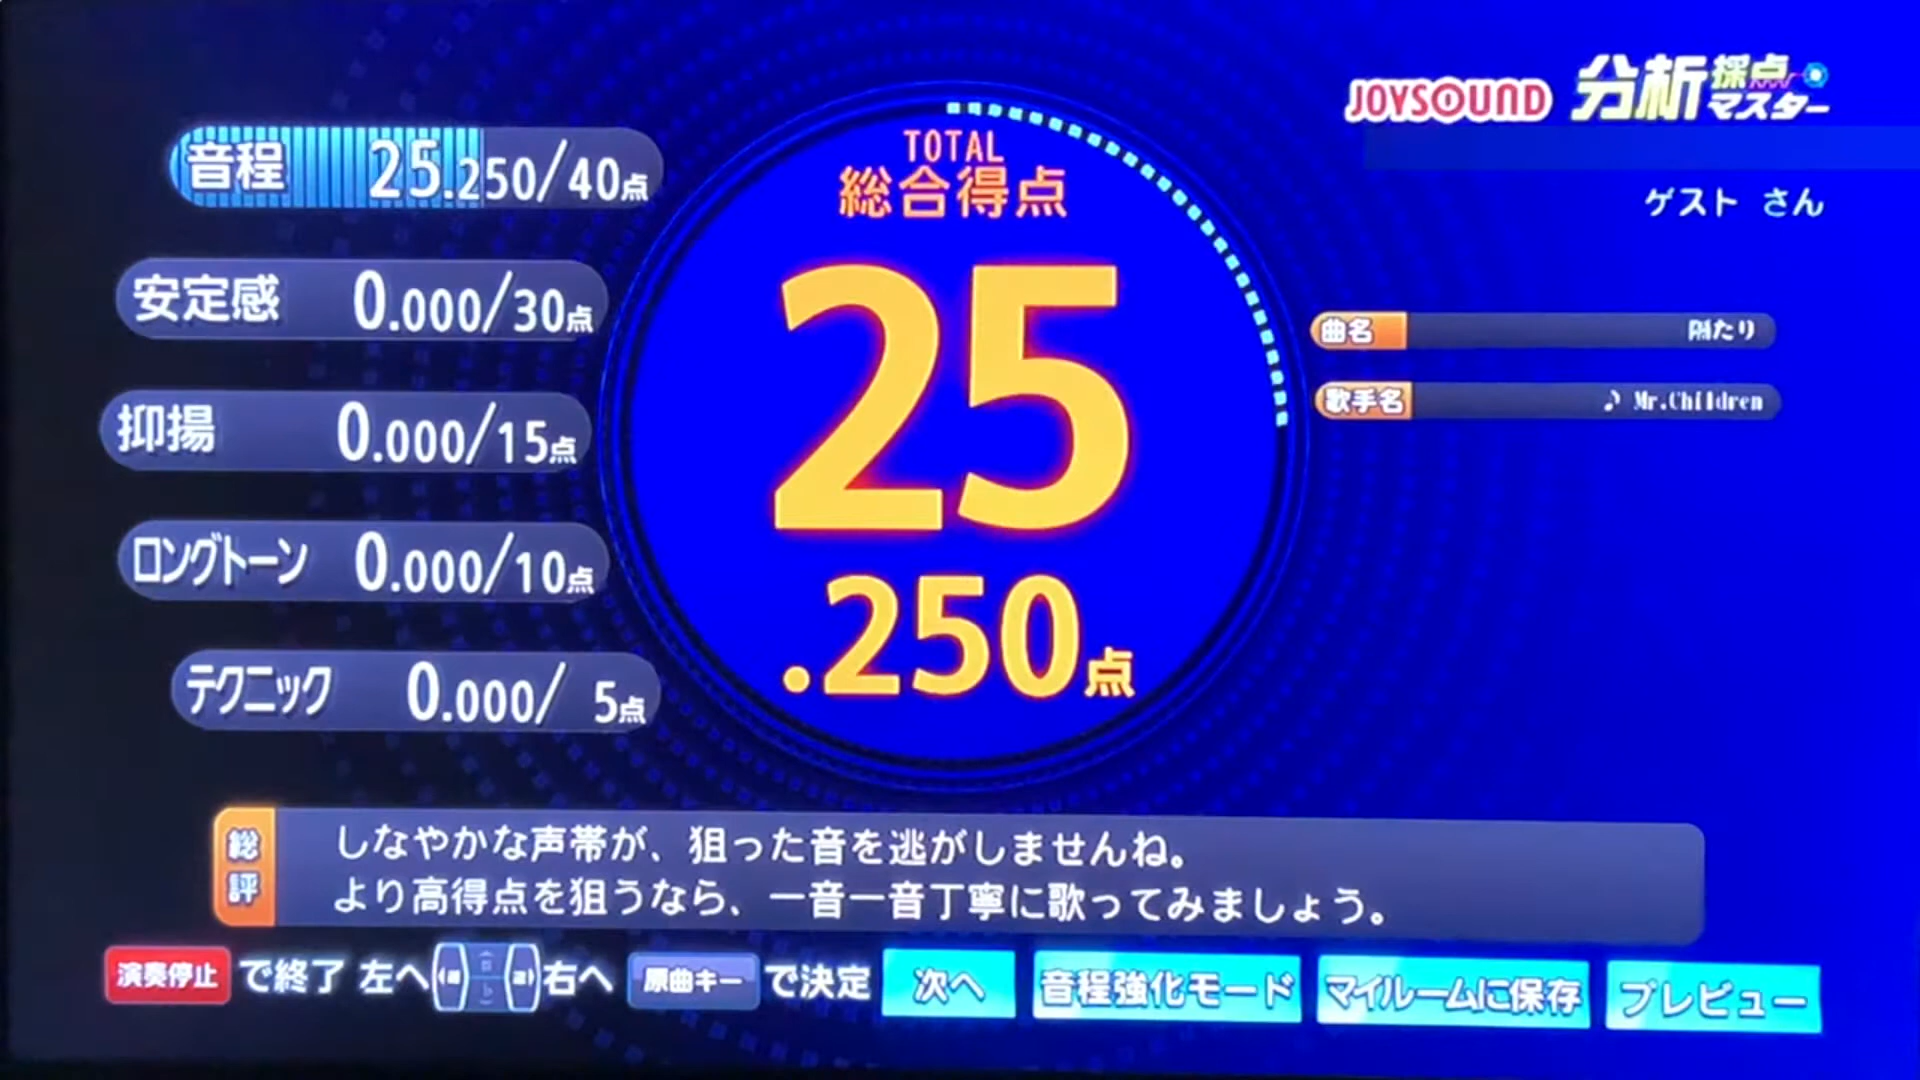 JOYSOUND 分析採点マスター
ゲスト さん
音程 25.250/40点
安定感 0.000/30点
抑揚 0.000/15点
ロングトーン 0.000/10点
テクニック 0.000/ 5点
TOTAL
総合得点
25
.250点
曲名 隔たり
歌手名 ♪ Mr.Children
総評
しなやかな声帯が、狙った音を逃がしませんね。
より高得点を狙うなら、一音一音丁寧に歌ってみましょう。
演奏停止 で終了 左へ 右へ 原曲キー で決定 次へ 音程強化モード マイルームに保存 プレビュー